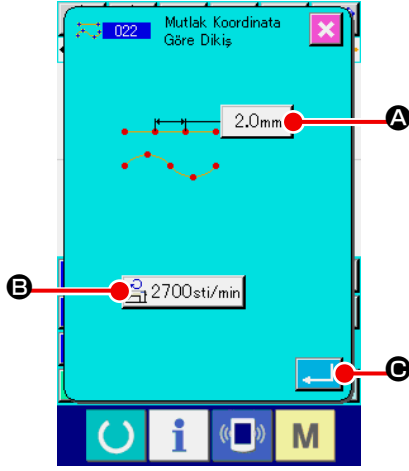 022
Mutlak Koordinata
Göre Dikiş
2.0mm
A
B
2700sti/min
C
i
M